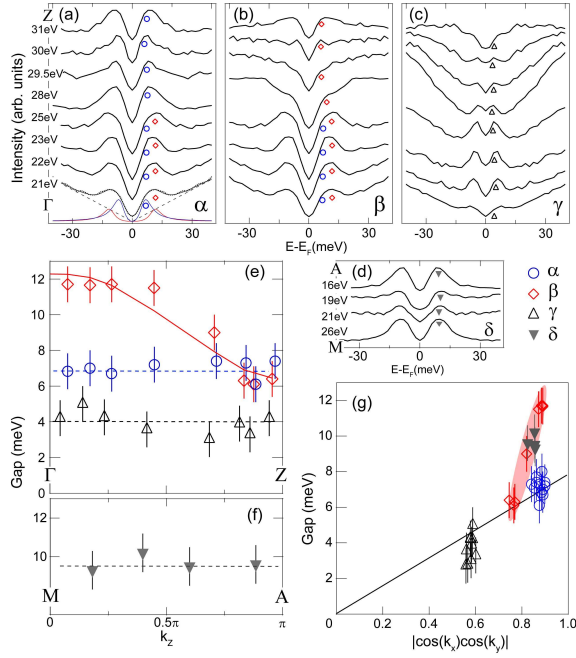 Z (a)
31eV
30eV
29.5eV
28eV
25eV
23eV
22eV
21eV
Γ α
-30 0 30
Intensity (arb. units)
(b)
β
-30 0 30
E-E_F(meV)
(c)
γ
-30 0 30
(d)
A
16eV
19eV
21eV
26eV
M δ
-30 0 30
E-E_F(meV)
α
β
γ
δ
(e)
12
10
8
6
4
2
0
Gap (meV)
Γ Z
(f)
12
10
M A
0 0.5π π
k_Z
(g)
12
10
8
6
4
2
0
Gap (meV)
0.0 0.2 0.4 0.6 0.8 1.0
|cos(k_x)cos(k_y)|